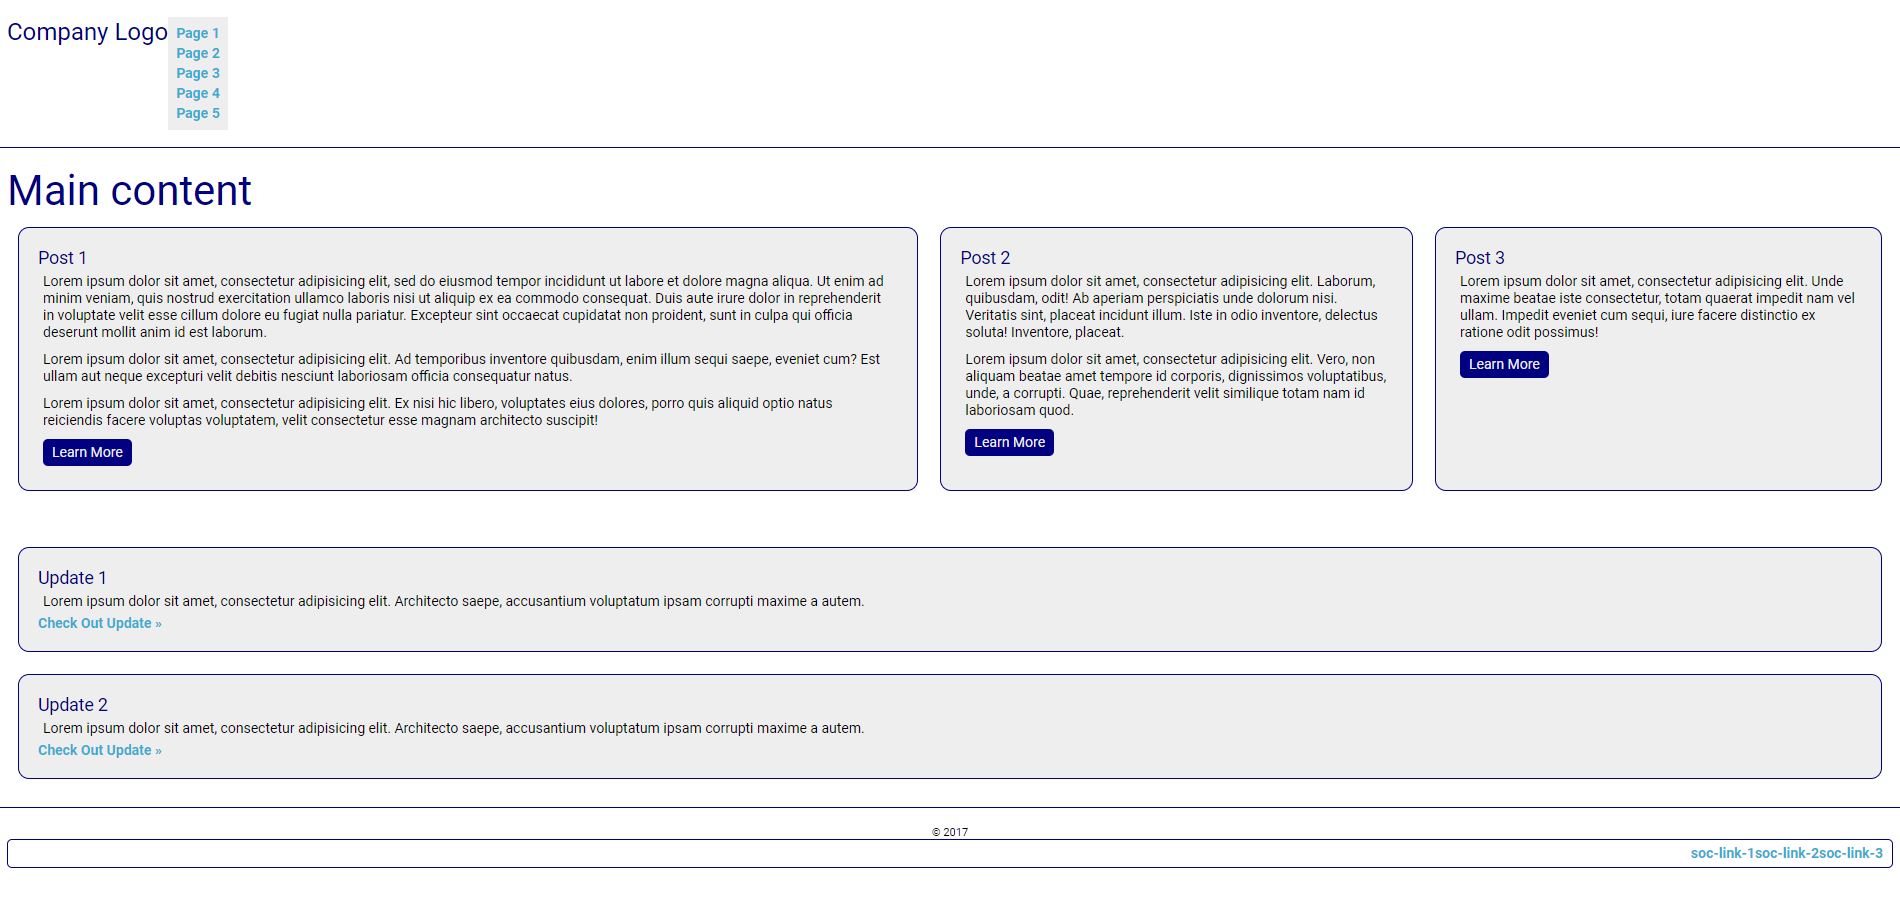 Company Logo
Page 1
Page 2
Page 3
Page 4
Page 5
Main content
Post 1
Lorem ipsum dolor sit amet, consectetur adipisicing elit, sed do eiusmod tempor incididunt ut labore et dolore magna aliqua. Ut enim ad
minim veniam, quis nostrud exercitation ullamco laboris nisi ut aliquip ex ea commodo consequat. Duis aute irure dolor in reprehenderit
in voluptate velit esse cillum dolore eu fugiat nulla pariatur. Excepteur sint occaecat cupidatat non proident, sunt in culpa qui officia
deserunt mollit anim id est laborum.
Lorem ipsum dolor sit amet, consectetur adipisicing elit. Ad temporibus inventore quibusdam, enim illum sequi saepe, eveniet cum? Est
ullam aut neque excepturi velit debitis nesciunt laboriosam officia consequatur natus.
Lorem ipsum dolor sit amet, consectetur adipisicing elit. Ex nisi hic libero, voluptates eius dolores, porro quis aliquid optio natus
reiciendis facere voluptas voluptatem, velit consectetur esse magnam architecto suscipit!
Learn More
Post 2
Lorem ipsum dolor sit amet, consectetur adipisicing elit. Laborum,
quibusdam, odit! Ab aperiam perspiciatis unde dolorum nisi.
Veritatis sint, placeat incidunt illum. Iste in odio inventore, delectus
soluta! Inventore, placeat.
Lorem ipsum dolor sit amet, consectetur adipisicing elit. Vero, non
aliquam beatae amet tempore id corporis, dignissimos voluptatibus,
unde, a corrupti. Quae, reprehenderit velit similique totam nam id
laboriosam quod.
Learn More
Post 3
Lorem ipsum dolor sit amet, consectetur adipisicing elit. Unde
maxime beatae iste consectetur, totam quaerat impedit nam vel
ullam. Impedit eveniet cum sequi, iure facere distinctio ex
ratione odit possimus!
Learn More
Update 1
Lorem ipsum dolor sit amet, consectetur adipisicing elit. Architecto saepe, accusantium voluptatum ipsam corrupti maxime a autem.
Check Out Update »
Update 2
Lorem ipsum dolor sit amet, consectetur adipisicing elit. Architecto saepe, accusantium voluptatum ipsam corrupti maxime a autem.
Check Out Update »
© 2017
soc-link-1soc-link-2soc-link-3